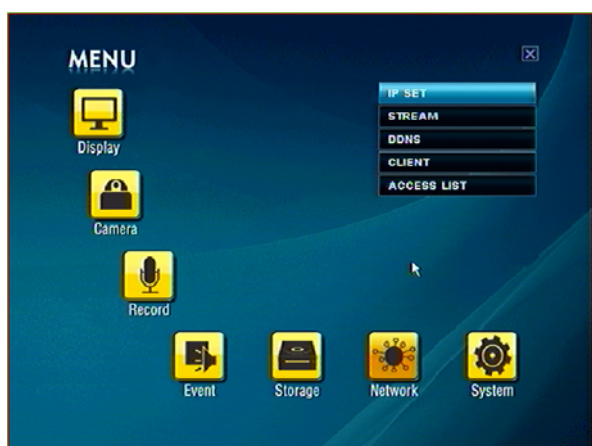 MENU
IP SET
STREAM
DDNS
CLIENT
ACCESS LIST
Display
Camera
Record
Event
Storage
Network
System